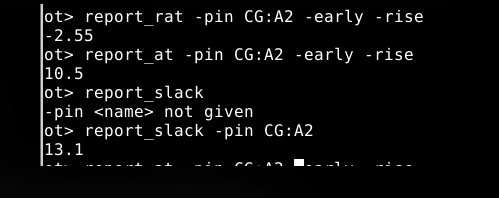 ot> report_rat -pin CG:A2 -early -rise
-2.55
ot> report_at -pin CG:A2 -early -rise
10.5
ot> report_slack
-pin <name> not given
ot> report_slack -pin CG:A2
13.1
ot> report_at -pin CG:A2 -early -rise